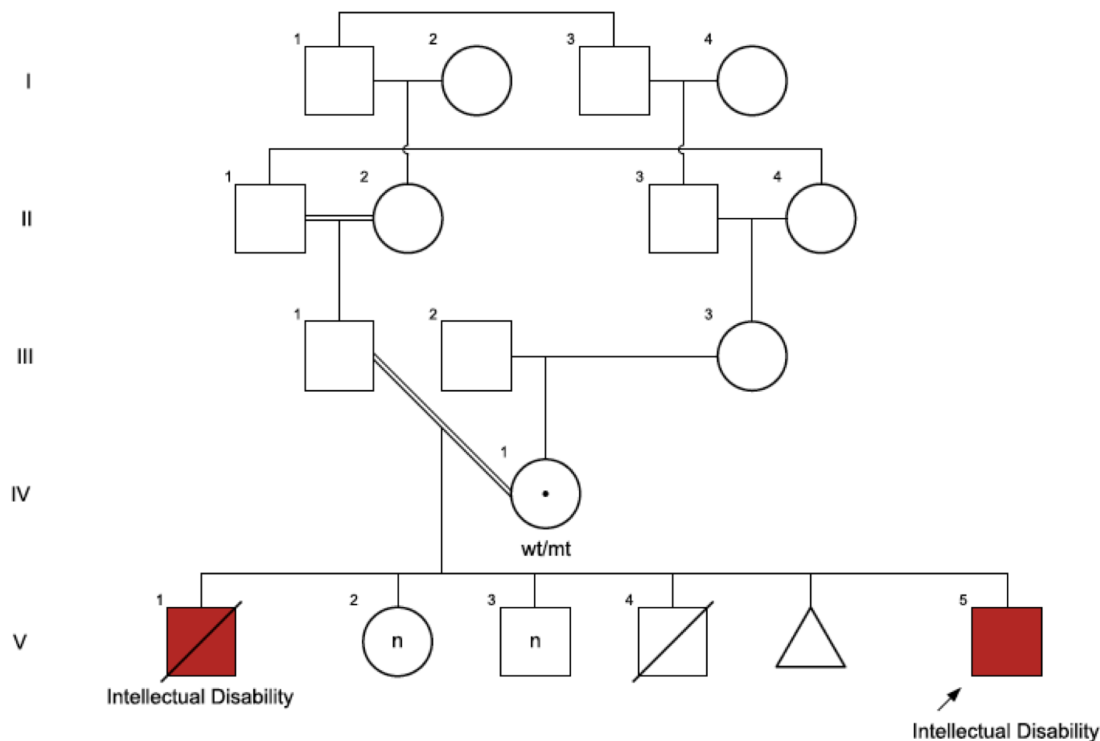 1 2 3 4
I
1 2 3 4
II
1 2 3
III
1
IV
wt/mt
1 2 3 4 5
V n n
Intellectual Disability
Intellectual Disability